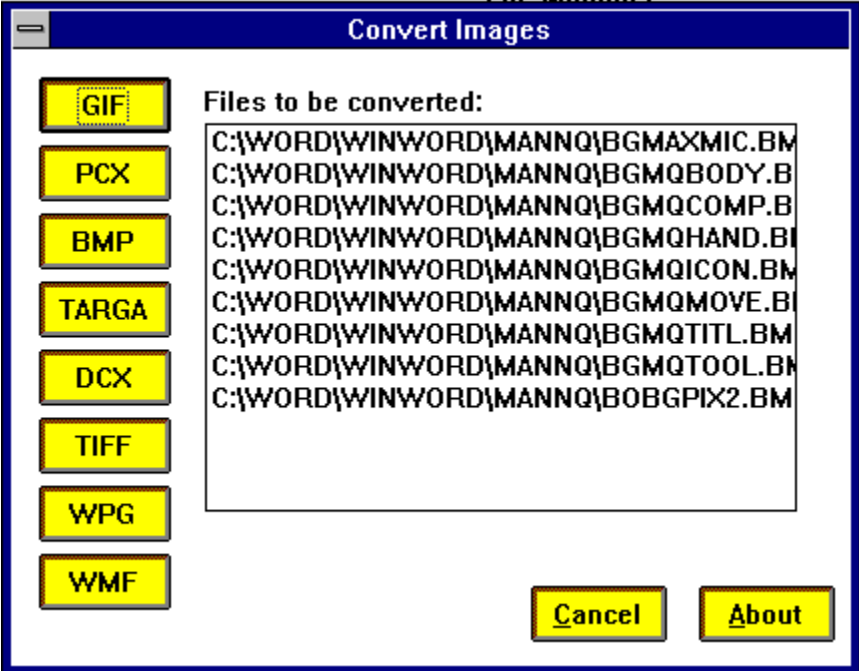 Convert Images
GIF
PCX
BMP
TARGA
DCX
TIFF
WPG
WMF
Files to be converted:
C:\WORD\WINWORD\MANNQ\BGMAXMIC.BM
C:\WORD\WINWORD\MANNQ\BGMQBODY.B
C:\WORD\WINWORD\MANNQ\BGMQCOMP.B
C:\WORD\WINWORD\MANNQ\BGMQHAND.B
C:\WORD\WINWORD\MANNQ\BGMQICON.BM
C:\WORD\WINWORD\MANNQ\BGMQMOVE.B
C:\WORD\WINWORD\MANNQ\BGMQTITL.BM
C:\WORD\WINWORD\MANNQ\BGMQTOOL.BM
C:\WORD\WINWORD\MANNQ\BOBGPIX2.BM
Cancel
About